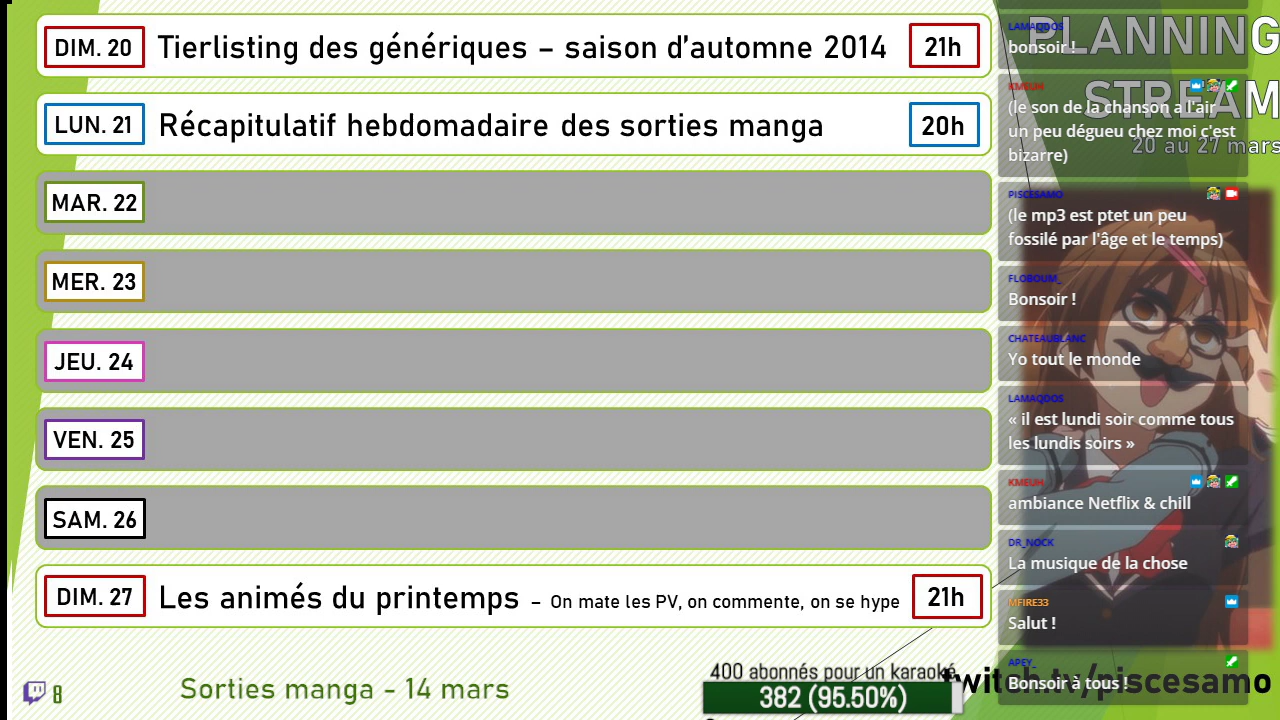 DIM. 20 Tierlisting des génériques – saison d'automne 2014 21h
LUN. 21 Récapitulatif hebdomadaire des sorties manga 20h
MAR. 22
MER. 23
JEU. 24
VEN. 25
SAM. 26
DIM. 27 Les animés du printemps – On mate les PV, on commente, on se hype 21h
8
Sorties manga - 14 mars
400 abonnés pour un karaoké
382 (95.50%)
twitch.tv/piscesamo
PLANNING
STREAM
20 au 27 mars
LAMAQDOS
bonsoir !
KMEUH
(le son de la chanson a l'air
un peu dégueu chez moi c'est
bizarre)
PISCESAMO
(le mp3 est ptet un peu
fossilé par l'âge et le temps)
FLOBOUM_
Bonsoir !
CHATEAUBLANC
Yo tout le monde
LAMAQDOS
« il est lundi soir comme tous
les lundis soirs »
KMEUH
ambiance Netflix & chill
DR_NOCK
La musique de la chose
MFIRE33
Salut !
APEY_
Bonsoir à tous !